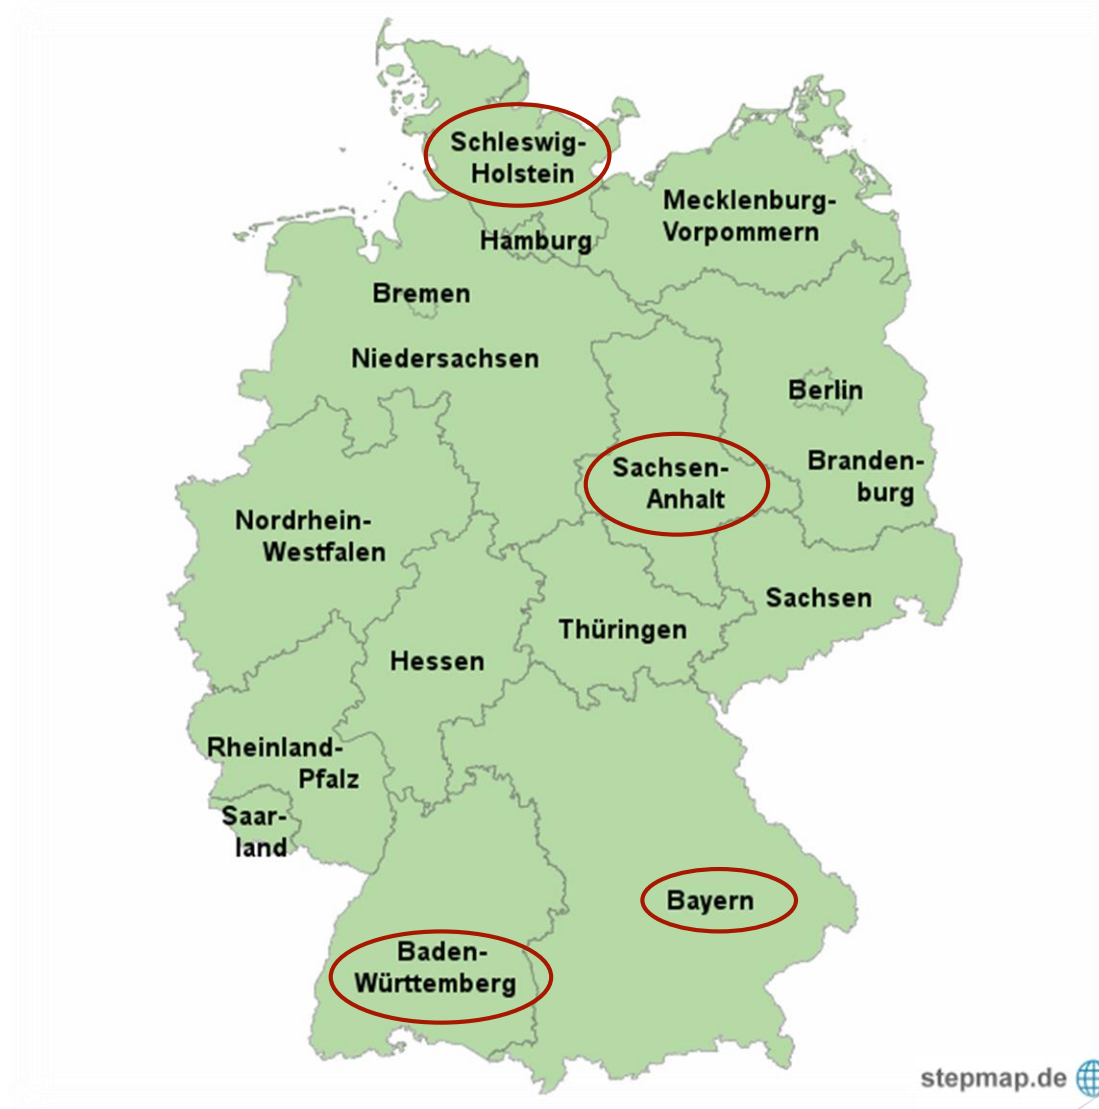 Schleswig-
Holstein
Mecklenburg-
Vorpommern
Hamburg
Bremen
Niedersachsen
Berlin
Sachsen-
Anhalt
Branden-
burg
Nordrhein-
Westfalen
Sachsen
Thüringen
Hessen
Rheinland-
Pfalz
Saar-
land
Bayern
Baden-
Württemberg
stepmap.de